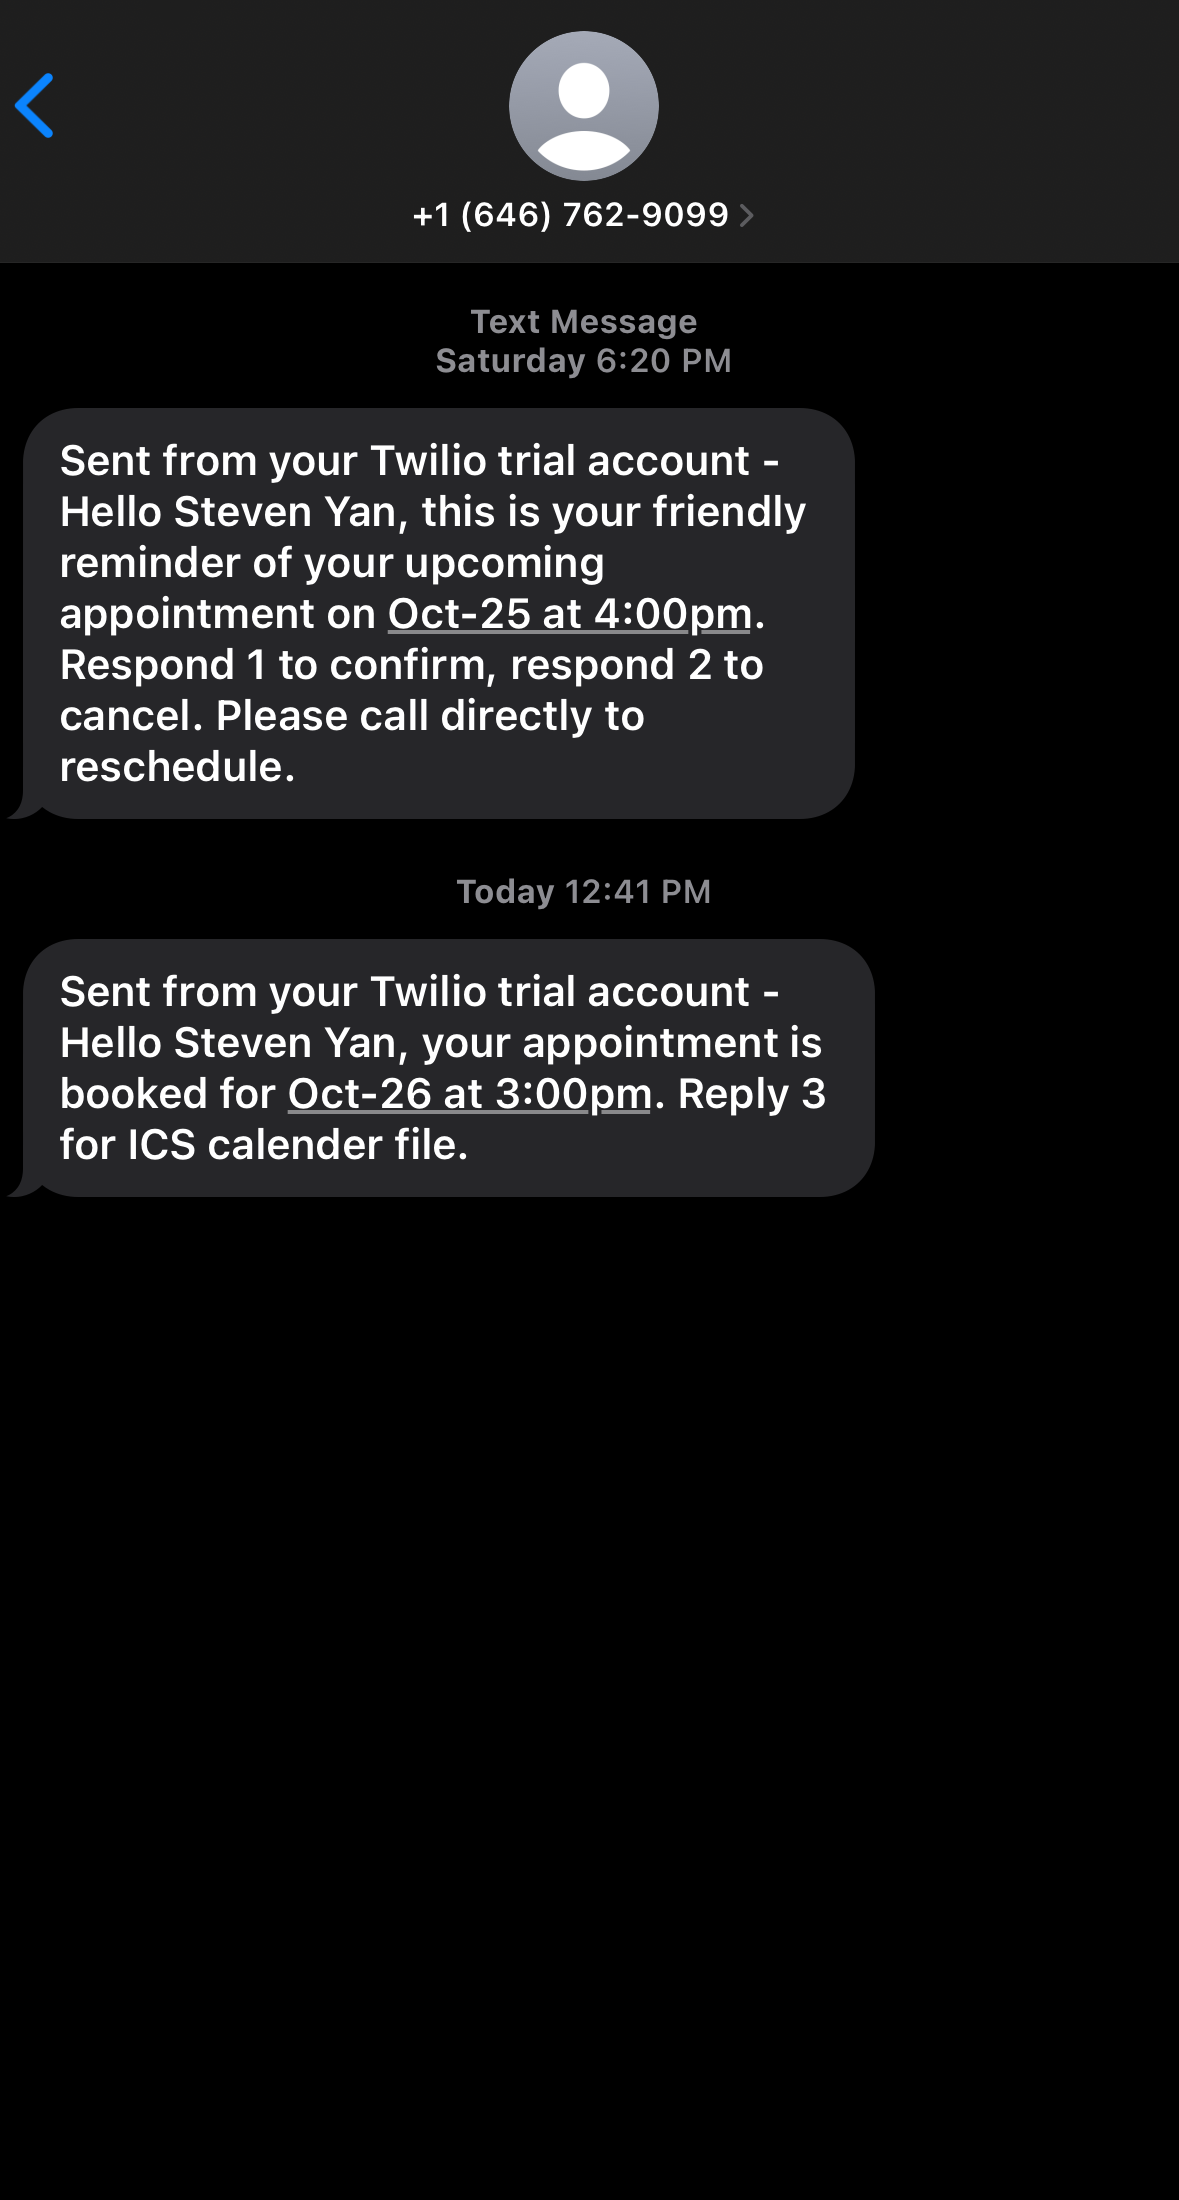 +1 (646) 762-9099
Text Message
Saturday 6:20 PM
Sent from your Twilio trial account -
Hello Steven Yan, this is your friendly
reminder of your upcoming
appointment on Oct-25 at 4:00pm.
Respond 1 to confirm, respond 2 to
cancel. Please call directly to
reschedule.
Today 12:41 PM
Sent from your Twilio trial account -
Hello Steven Yan, your appointment is
booked for Oct-26 at 3:00pm. Reply 3
for ICS calender file.